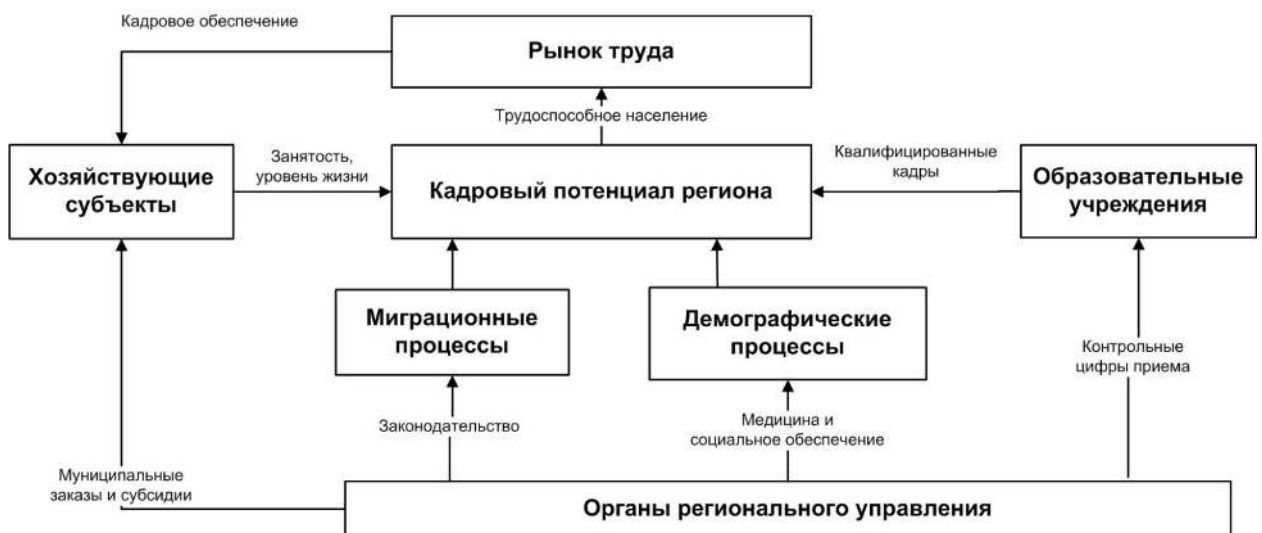 Кадровое обеспечение
Рынок труда
Трудоспособное население
Хозяйствующие
субъекты
Занятость,
уровень жизни
Кадровый потенциал региона
Квалифицированные
кадры
Образовательные
учреждения
Миграционные
процессы
Демографические
процессы
Контрольные
цифры приема
Законодательство
Медицина и
социальное обеспечение
Муниципальные
заказы и субсидии
Органы регионального управления